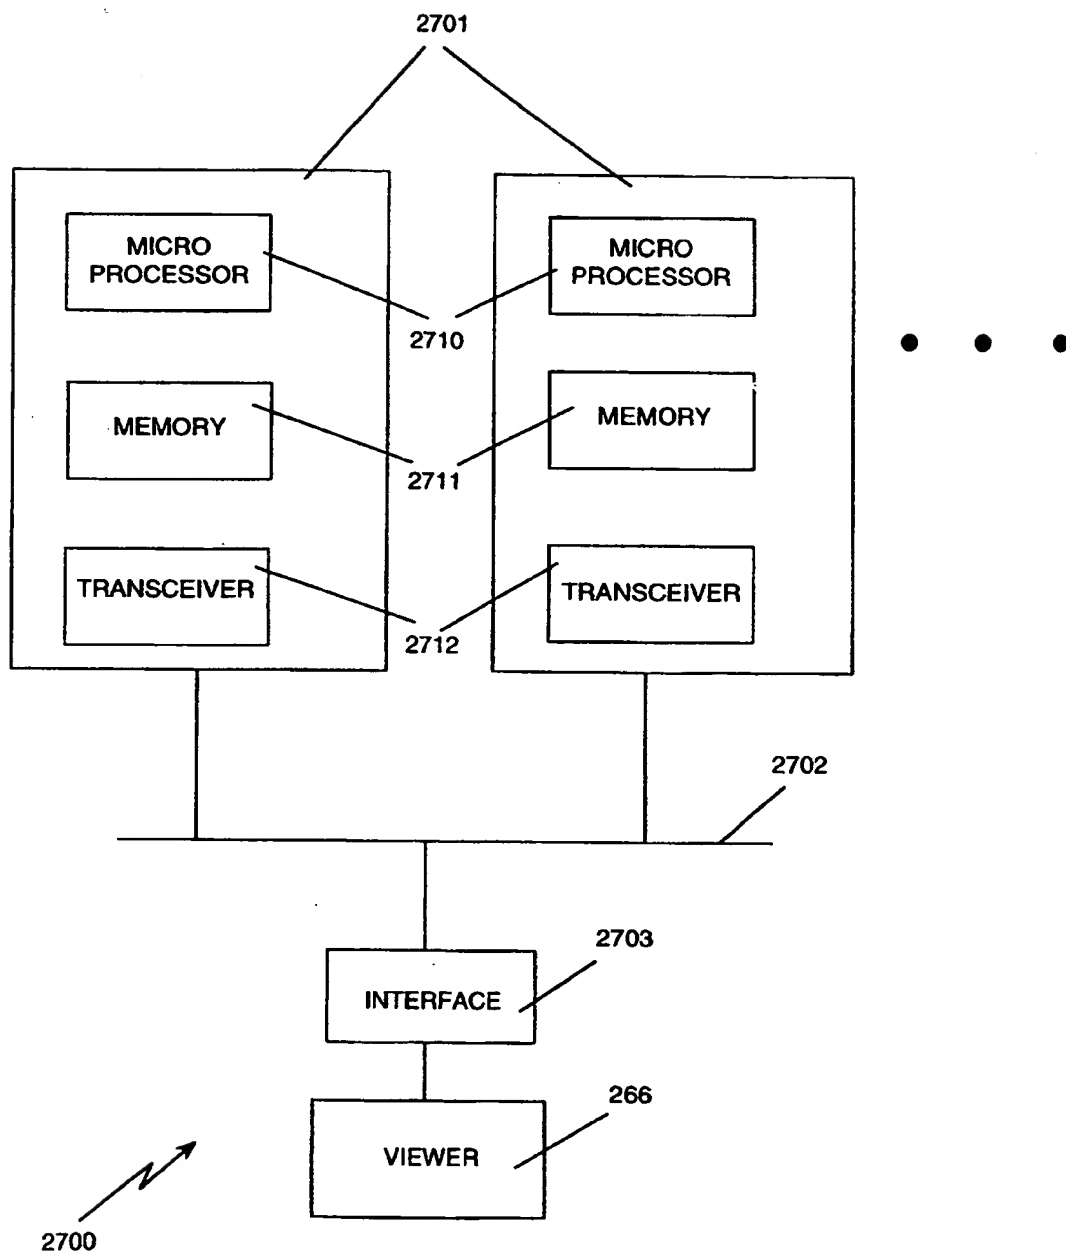 2701
MICRO
PROCESSOR
MICRO
PROCESSOR
2710
MEMORY
MEMORY
2711
TRANSCEIVER
TRANSCEIVER
2712
2702
2703
INTERFACE
266
VIEWER
2700